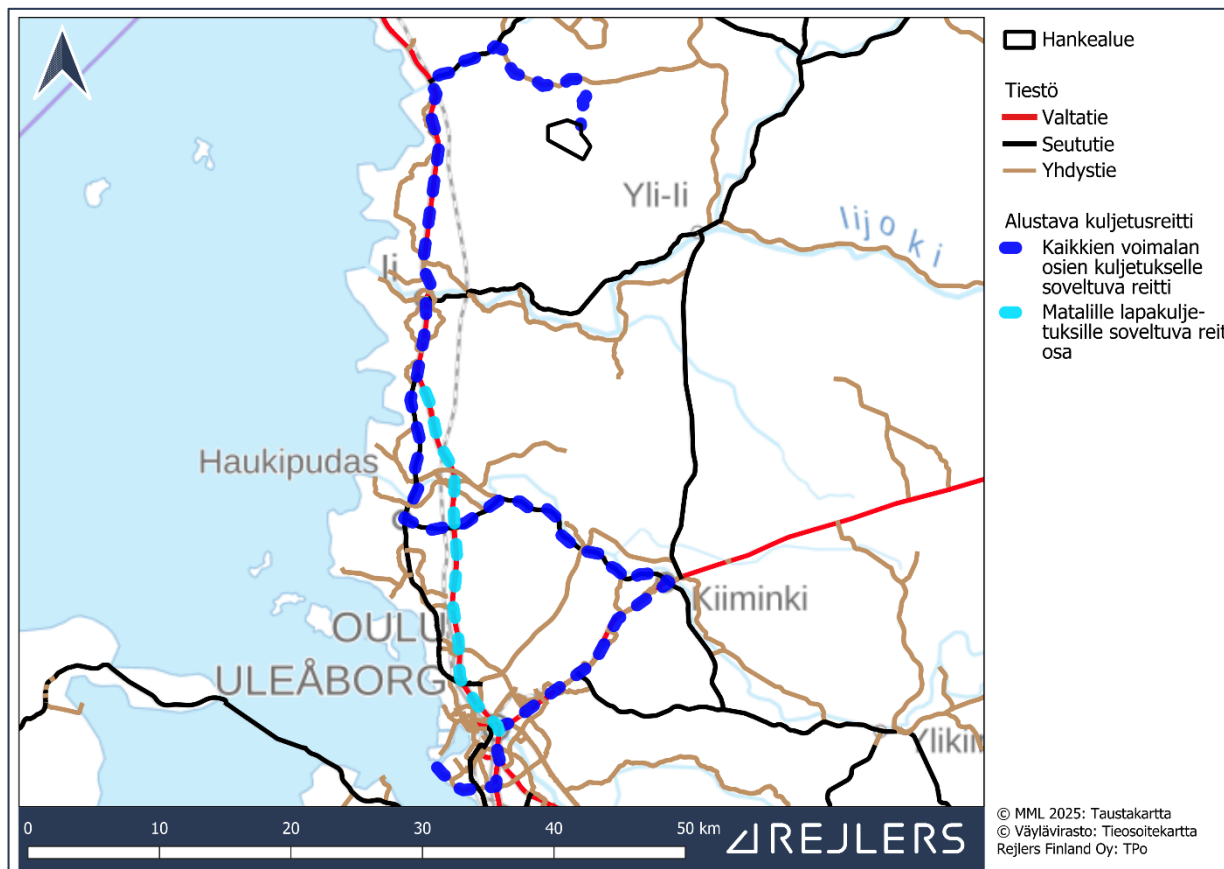 Yli-Ii
Iijoki
Ii
Haukipudas
Kiiminki
OULU
ULEÅBORG
Ylikiim
0 10 20 30 40 50 km
REJLERS
Hankealue
Tiestö
Valtatie
Seututie
Yhdystie
Alustava kuljetusreitti
Kaikkien voimalan
osien kuljetukselle
soveltuva reitti
Matalille lapakulje-
tuksille soveltuva reit
osa
© MML 2025: Taustakartta
© Väylävirasto: Tieosoitekartta
Rejlers Finland Oy: TPo